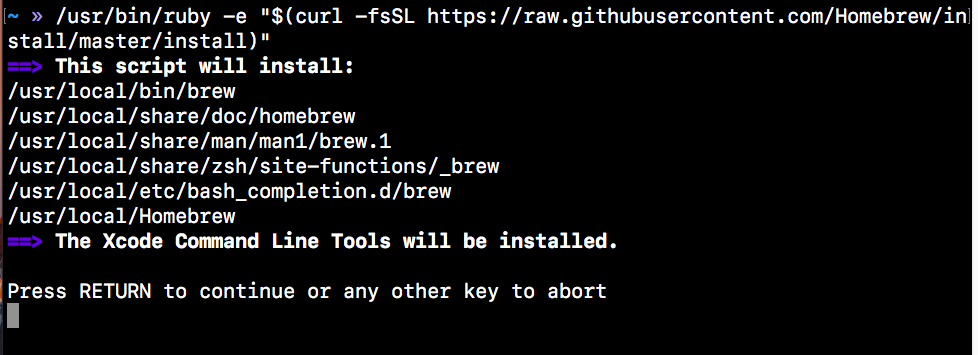 ~ » /usr/bin/ruby -e "$(curl -fsSL https://raw.githubusercontent.com/Homebrew/in
stall/master/install)"
==> This script will install:
/usr/local/bin/brew
/usr/local/share/doc/homebrew
/usr/local/share/man/man1/brew.1
/usr/local/share/zsh/site-functions/_brew
/usr/local/etc/bash_completion.d/brew
/usr/local/Homebrew
==> The Xcode Command Line Tools will be installed.
Press RETURN to continue or any other key to abort